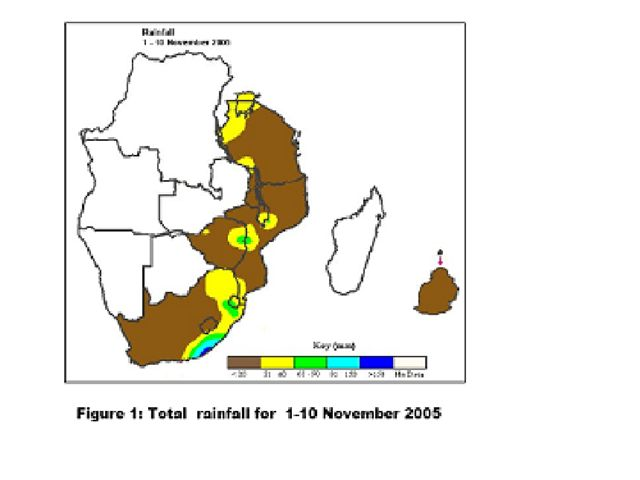 Rainfall
1 - 10 November 2005
Key (mm)
No Data
Figure 1: Total rainfall for 1-10 November 2005